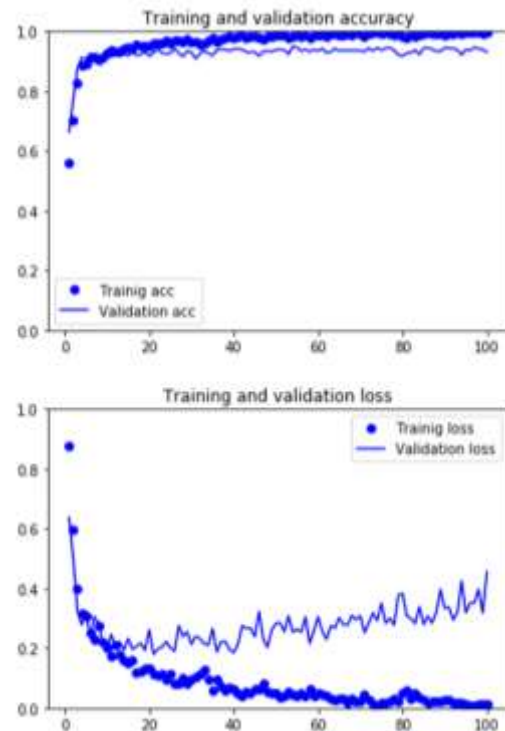 Training and validation accuracy
1.0
0.8
0.6
0.4
0.2
0.0
Trainig acc
Validation acc
0 20 40 60 80 100
Training and validation loss
1.0
0.8
0.6
0.4
0.2
0.0
Trainig loss
Validation loss
0 20 40 60 80 100